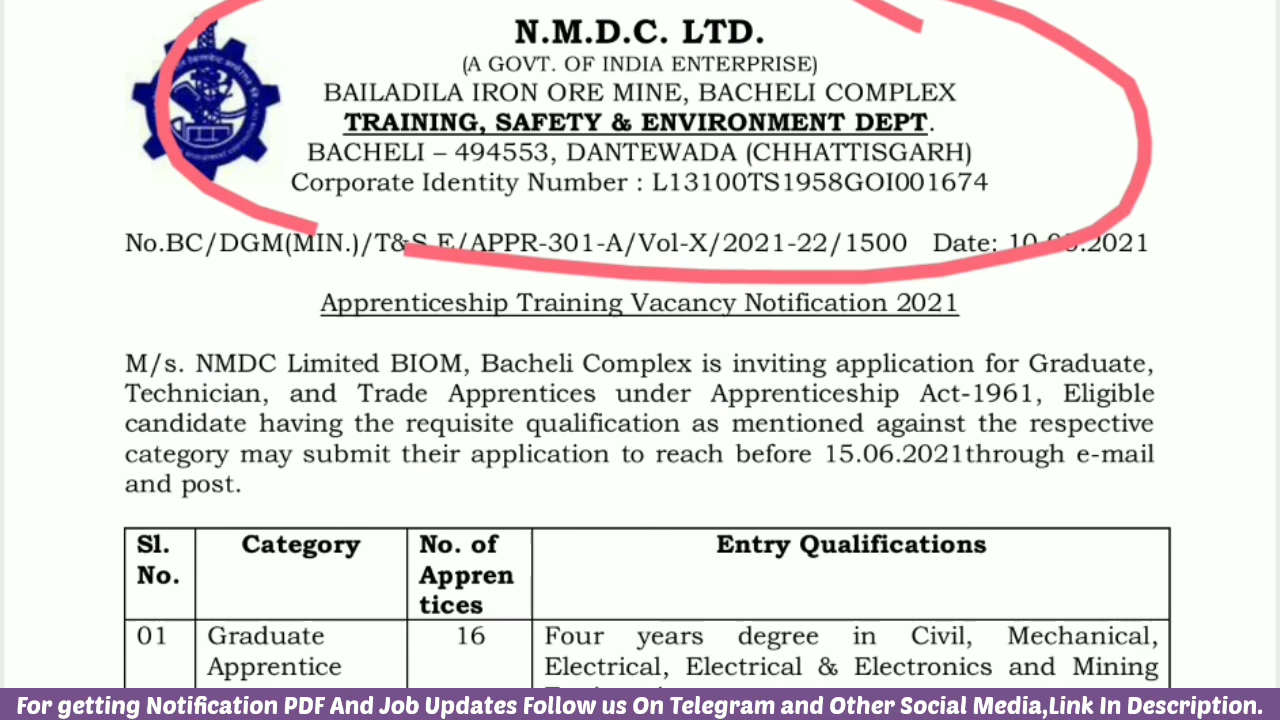 N.M.D.C. LTD.
(A GOVT. OF INDIA ENTERPRISE)
BAILADILA IRON ORE MINE, BACHELI COMPLEX
TRAINING, SAFETY & ENVIRONMENT DEPT.
BACHELI – 494553, DANTEWADA (CHHATTISGARH)
Corporate Identity Number : L13100TS1958GOI001674
No.BC/DGM(MIN.)/T&S E/APPR-301-A/Vol-X/2021-22/1500 Date:
Apprenticeship Training Vacancy Notification 2021
M/s. NMDC Limited BIOM, Bacheli Complex is inviting application for Graduate,
Technician, and Trade Apprentices under Apprenticeship Act-1961, Eligible
candidate having the requisite qualification as mentioned against the respective
category may submit their application to reach before 15.06.2021through e-mail
and post.
Sl. No. Category No. of Appren tices Entry Qualifications
01 Graduate Apprentice 16 Four years degree in Civil, Mechanical,
Electrical, Electrical & Electronics and Mining
For getting Notification PDF And Job Updates Follow us On Telegram and Other Social Media,Link In Description.